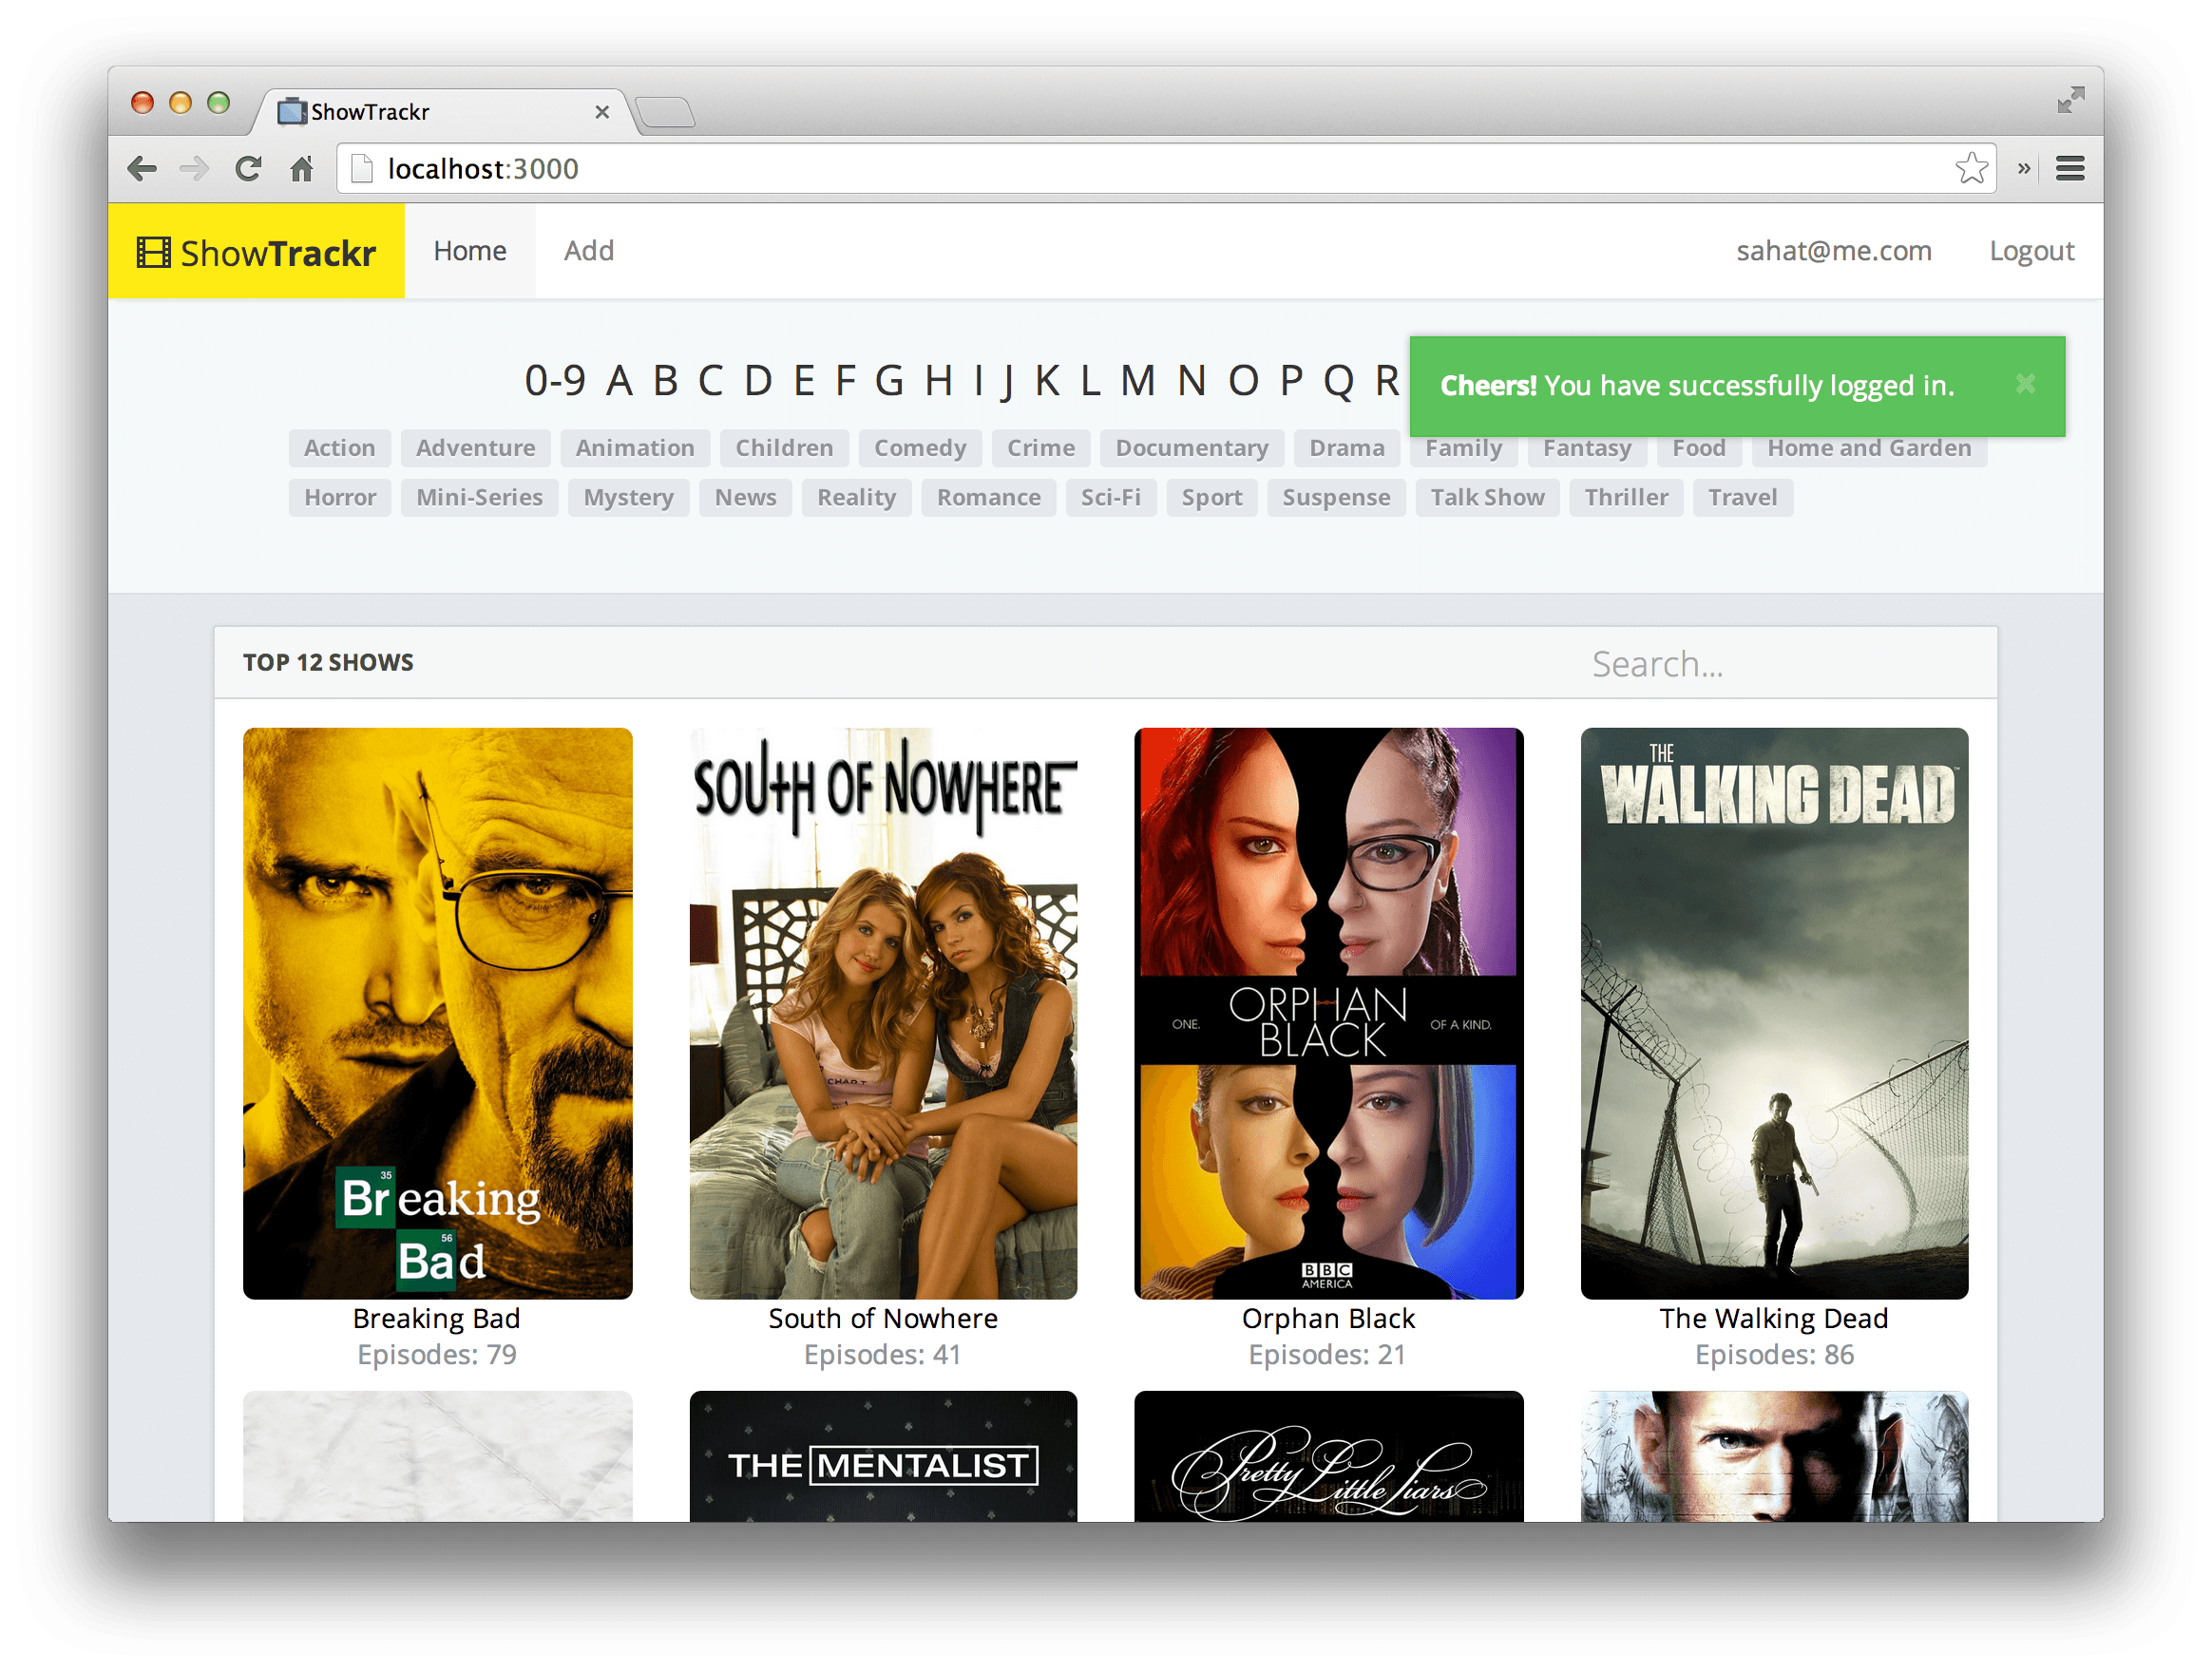 ShowTrackr
localhost:3000
ShowTrackr Home Add sahat@me.com Logout
0-9 A B C D E F G H I J K L M N O P Q R
Cheers! You have successfully logged in.
Action Adventure Animation Children Comedy Crime Documentary Drama Family Fantasy Food Home and Garden
Horror Mini-Series Mystery News Reality Romance Sci-Fi Sport Suspense Talk Show Thriller Travel
TOP 12 SHOWS Search...
35
Breaking
56
Bad
Breaking Bad
Episodes: 79
SOUTH OF NOWHERE
CHART
South of Nowhere
Episodes: 41
ONE. ORPHAN BLACK OF A KIND.
BBC
AMERICA
Orphan Black
Episodes: 21
THE
WALKING DEAD
The Walking Dead
Episodes: 86
THE MENTALIST
Pretty Little Liars